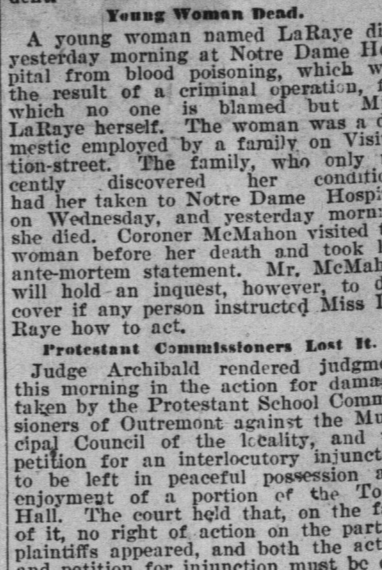 Young Woman Dead.
A young woman named LaRaye di
yesterday morning at Notre Dame Ho
pital from blood poisoning, which w
the result of a criminal operation, f
which no one is blamed but M
LaRaye herself. The woman was a d
mestic employed by a family on Visi
tion-street. The family, who only
cently discovered her conditi
had her taken to Notre Dame Hospi
on Wednesday, and yesterday morni
she died. Coroner McMahon visited t
woman before her death and took h
ante-mortem statement. Mr. McMah
will hold an inquest, however, to d
cover if any person instructed Miss L
Raye how to act.
Protestant Commissioners Lost It.
Judge Archibald rendered judgm
this morning in the action for dama
taken by the Protestant School Comm
sioners of Outremont against the Mu
cipal Council of the locality, and
petition for an interlocutory injunct
to be left in peaceful possession a
enjoyment of a portion of the To
Hall. The court held that, on the f
of it, no right of action on the part
plaintiffs appeared, and both the act
and petition for injunction must be